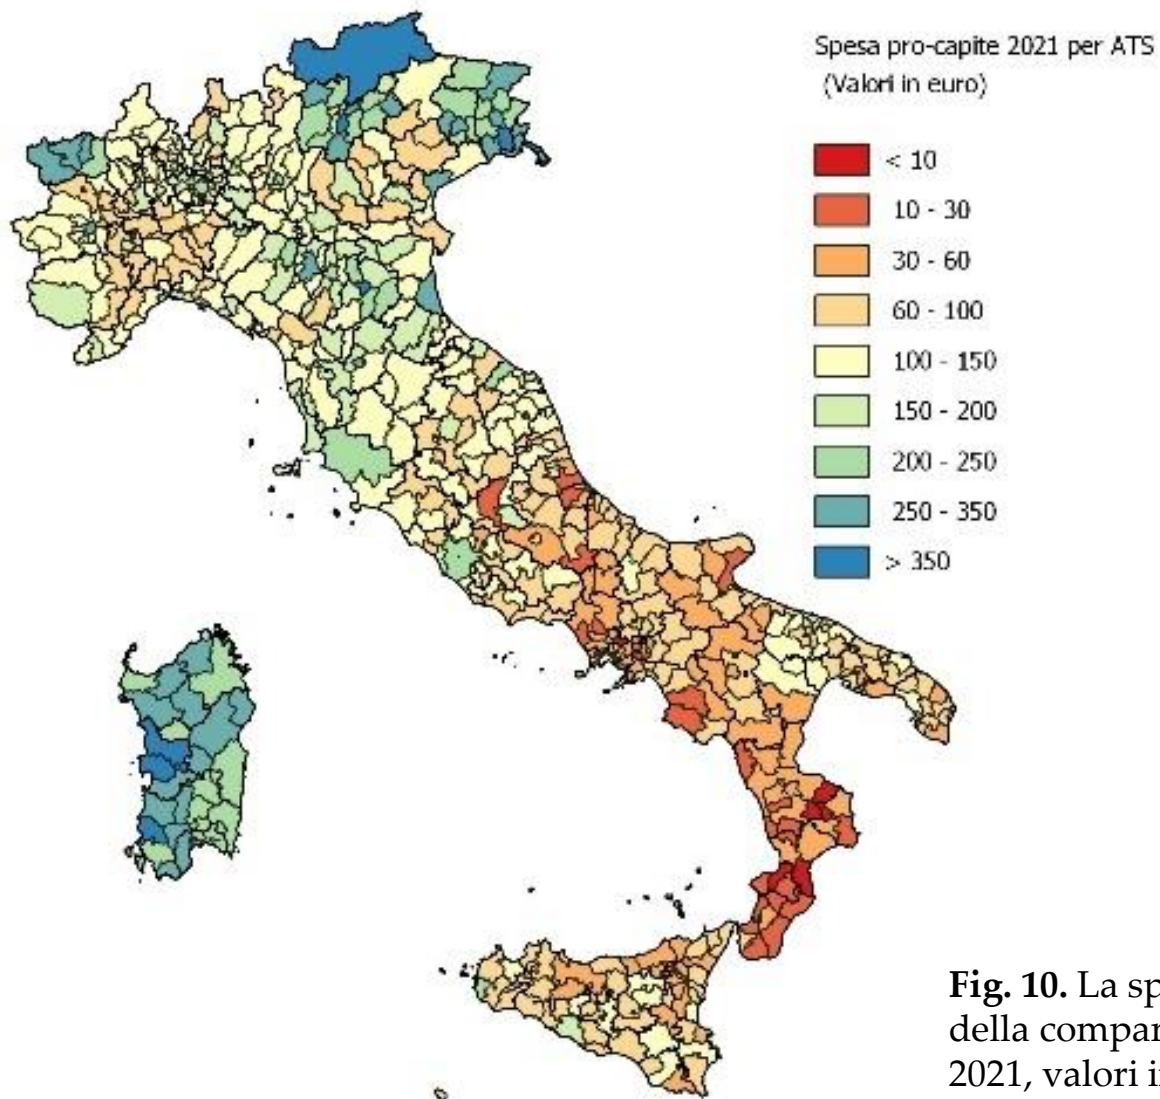 Spesa pro-capite 2021 per ATS
(Valori in euro)
< 10
10 - 30
30 - 60
60 - 100
100 - 150
150 - 200
200 - 250
250 - 350
> 350
Fig. 10. La sp
della compar
2021, valori i